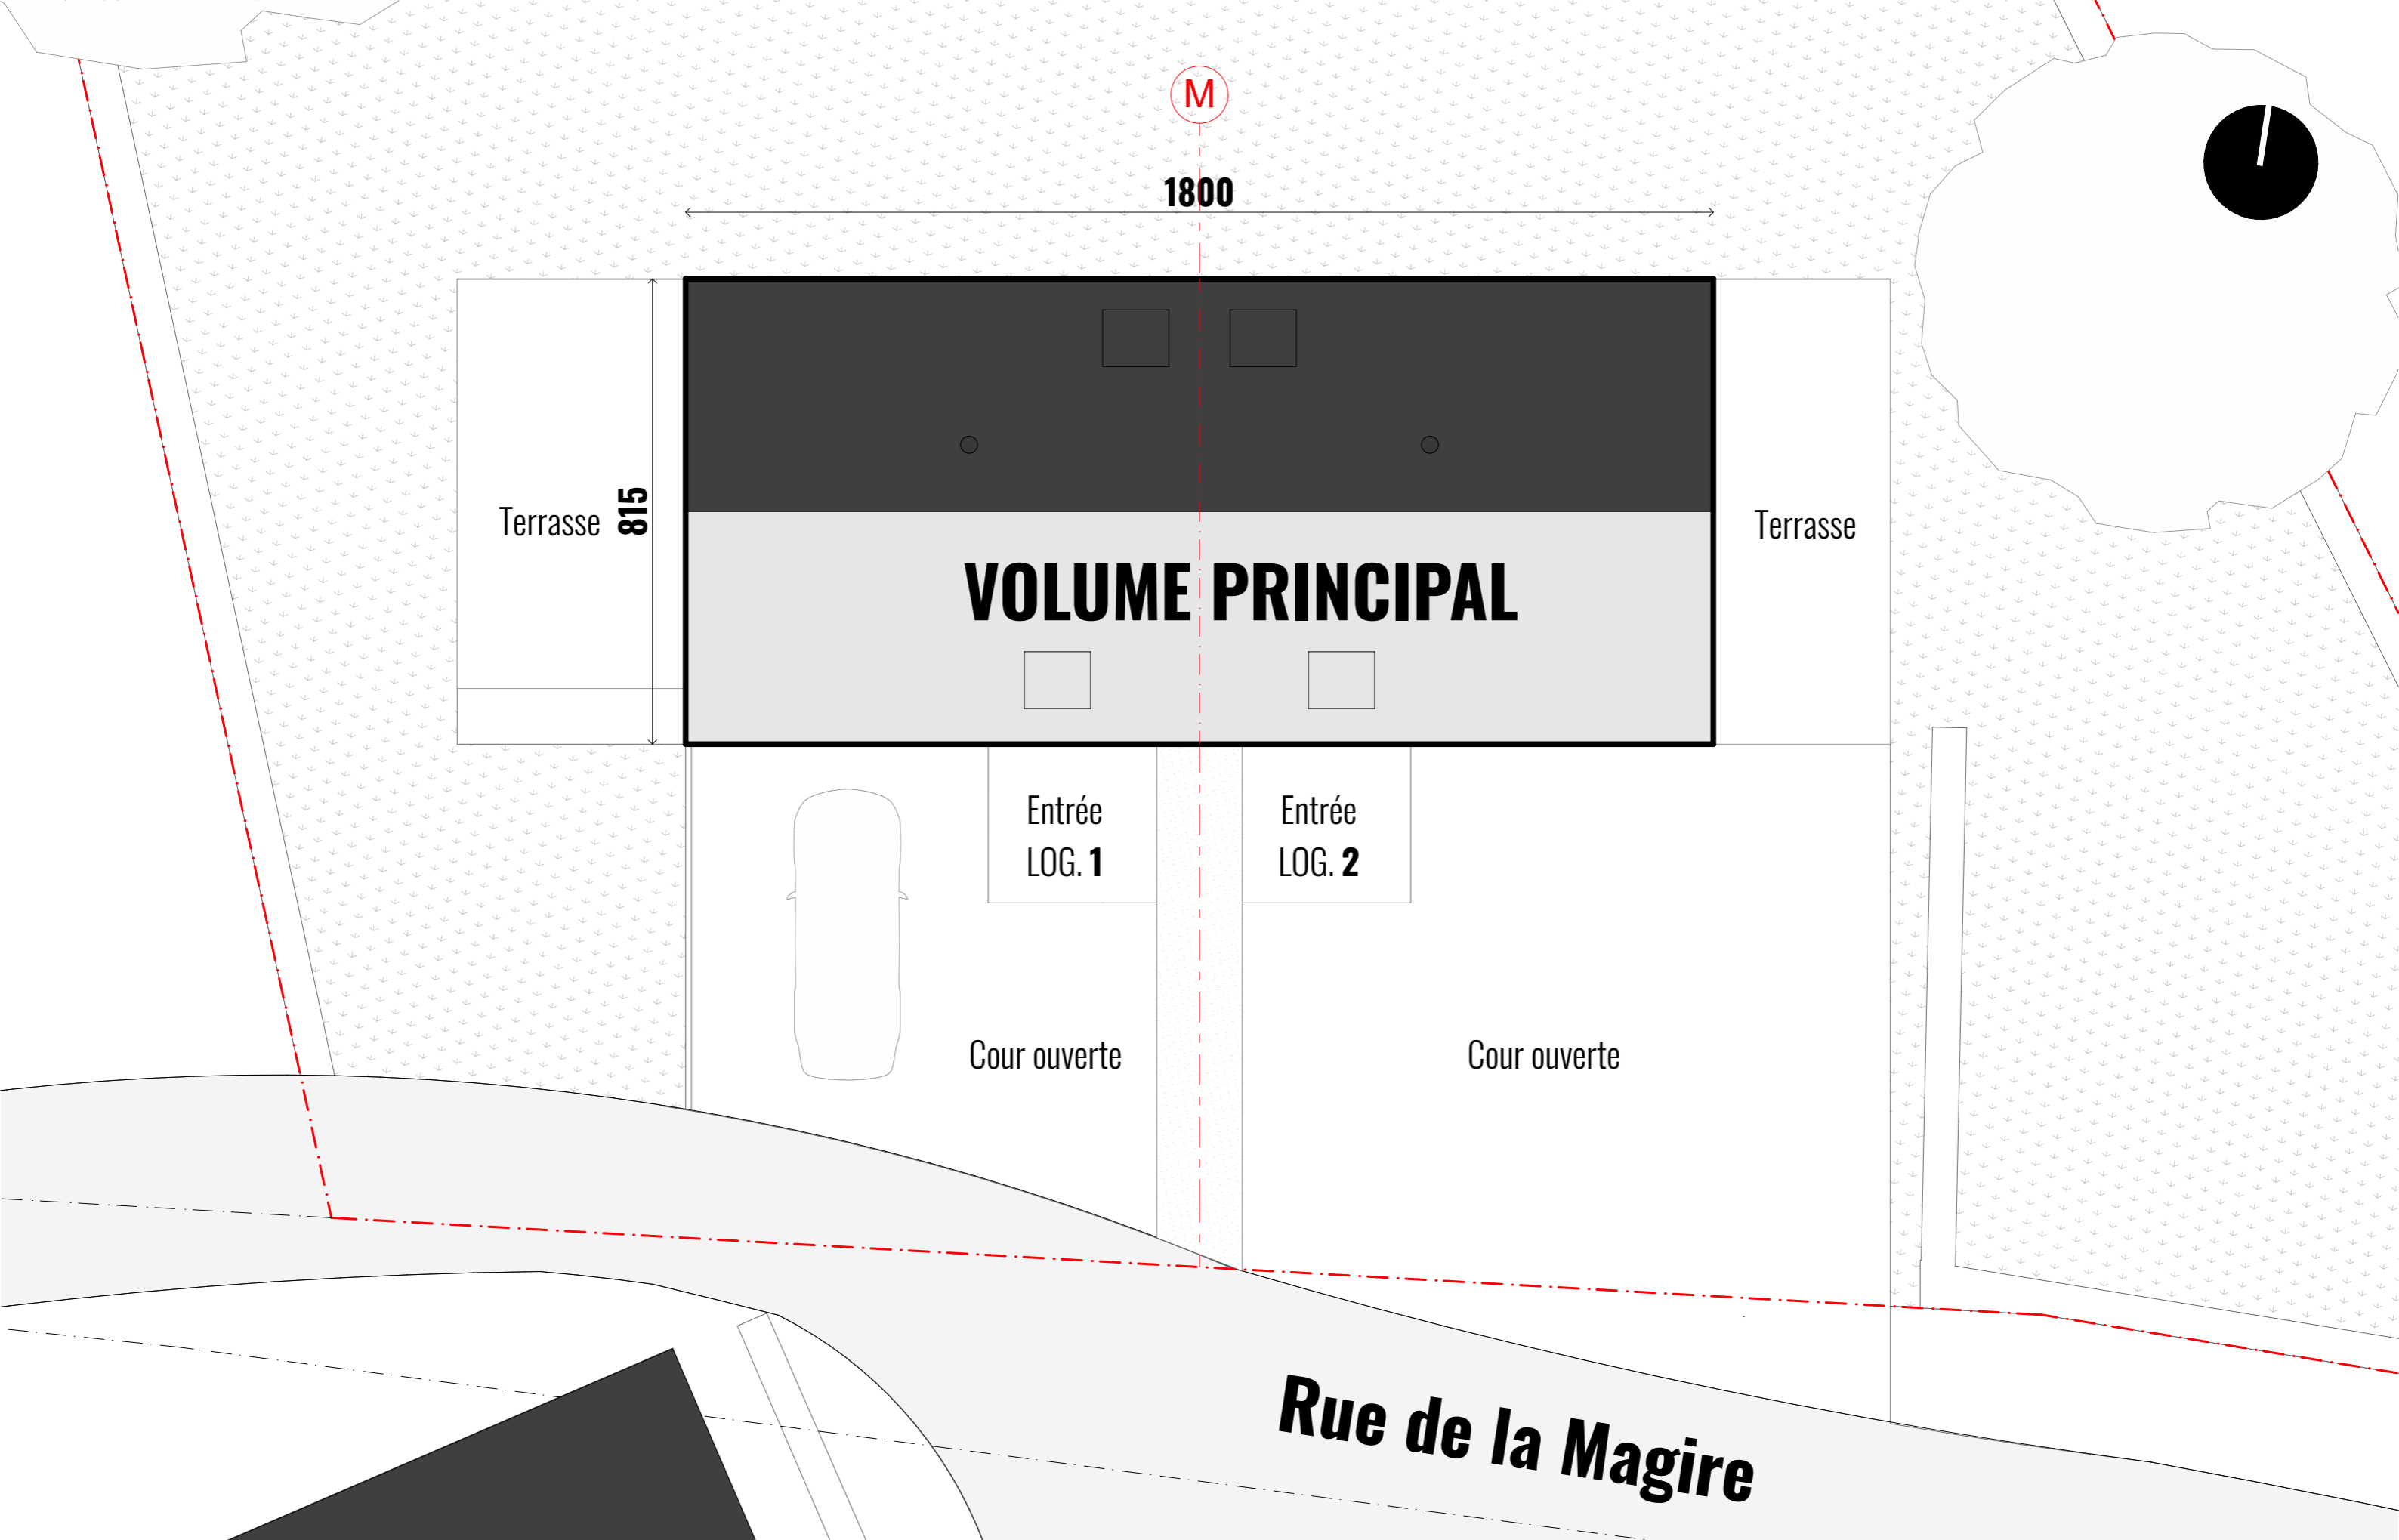 M
1800
815
Terrasse
Terrasse
VOLUME PRINCIPAL
Entrée
LOG. 1
Entrée
LOG. 2
Cour ouverte
Cour ouverte
Rue de la Magire